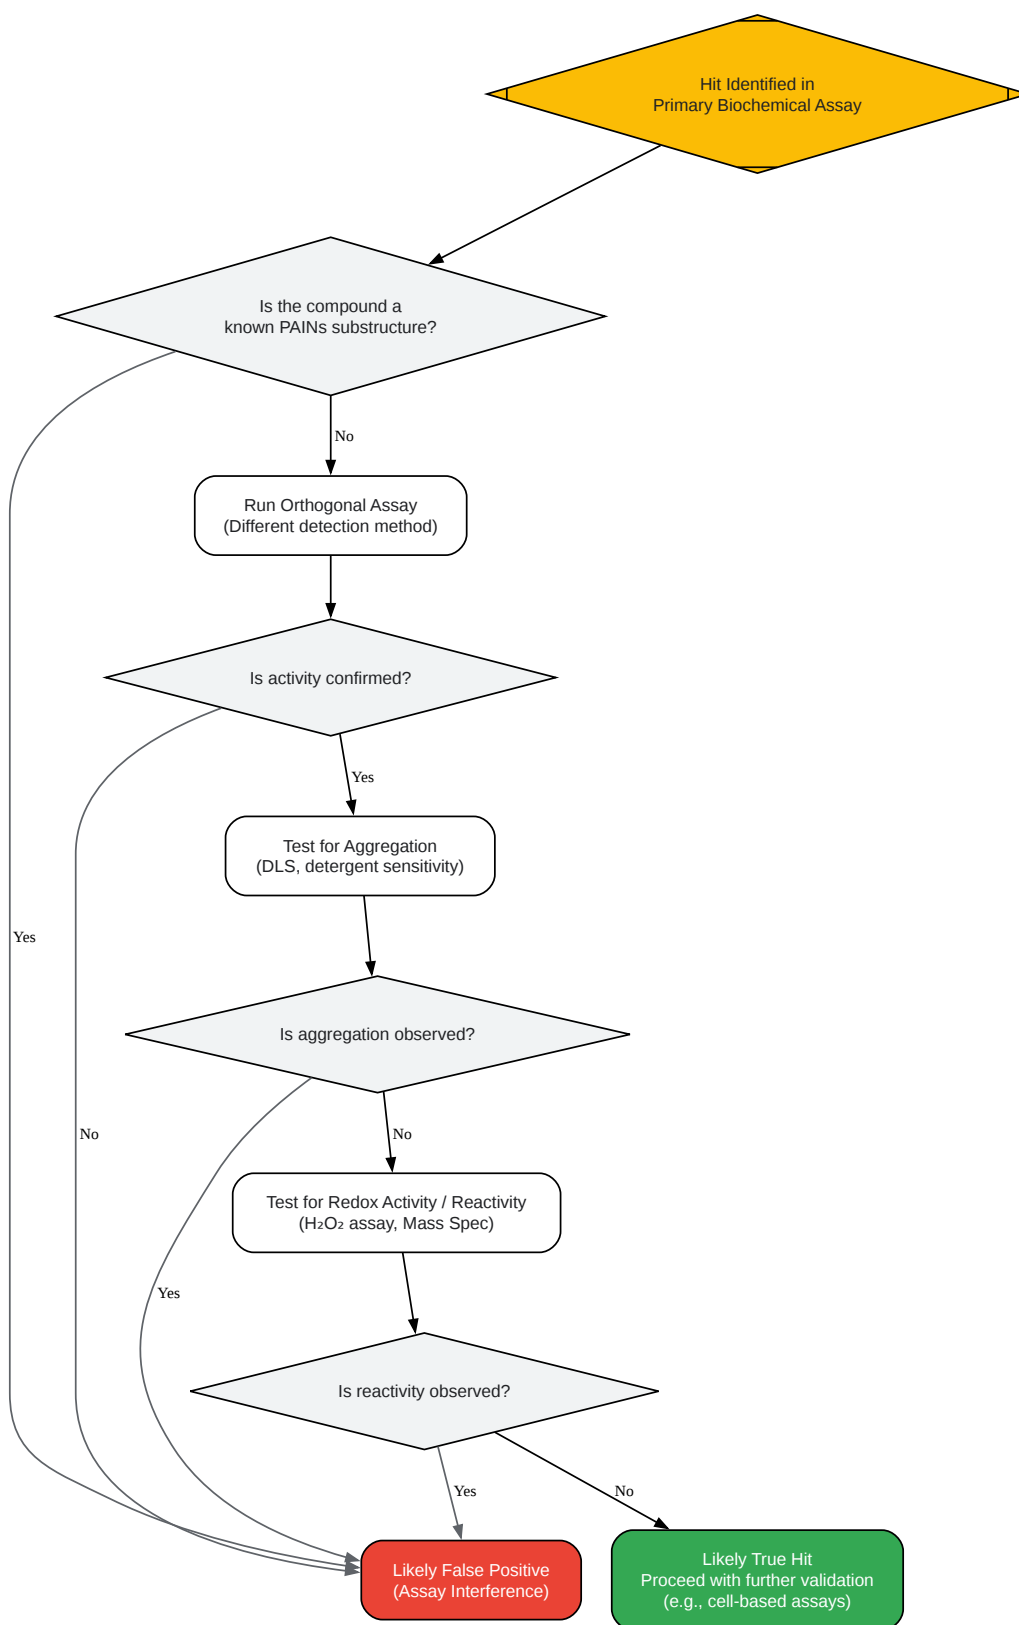 Hit Identified in
Primary Biochemical Assay
Is the compound a
known PAINs substructure?
No
Run Orthogonal Assay
(Different detection method)
Is activity confirmed?
Yes
Test for Aggregation
(DLS, detergent sensitivity)
Yes
Is aggregation observed?
No
No
Test for Redox Activity / Reactivity
(H₂O₂ assay, Mass Spec)
Yes
Is reactivity observed?
Yes
No
Likely False Positive
(Assay Interference)
Likely True Hit
Proceed with further validation
(e.g., cell-based assays)